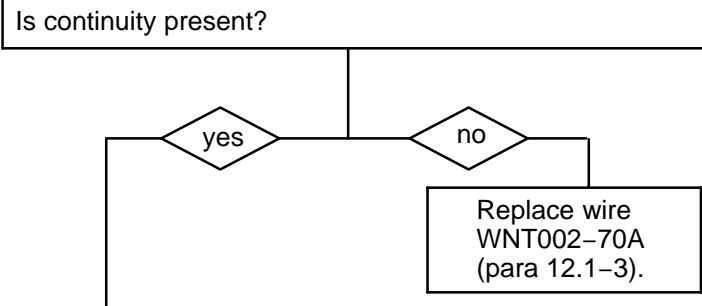 Is continuity present?
yes
no
Replace wire
WNT002−70A
(para 12.1−3).